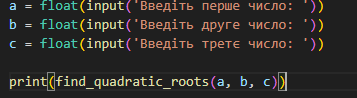 a = float(input('Введіть перше число: '))
b = float(input('Введіть друге число: '))
c = float(input('Введіть третє число: '))
print(find_quadratic_roots(a, b, c))